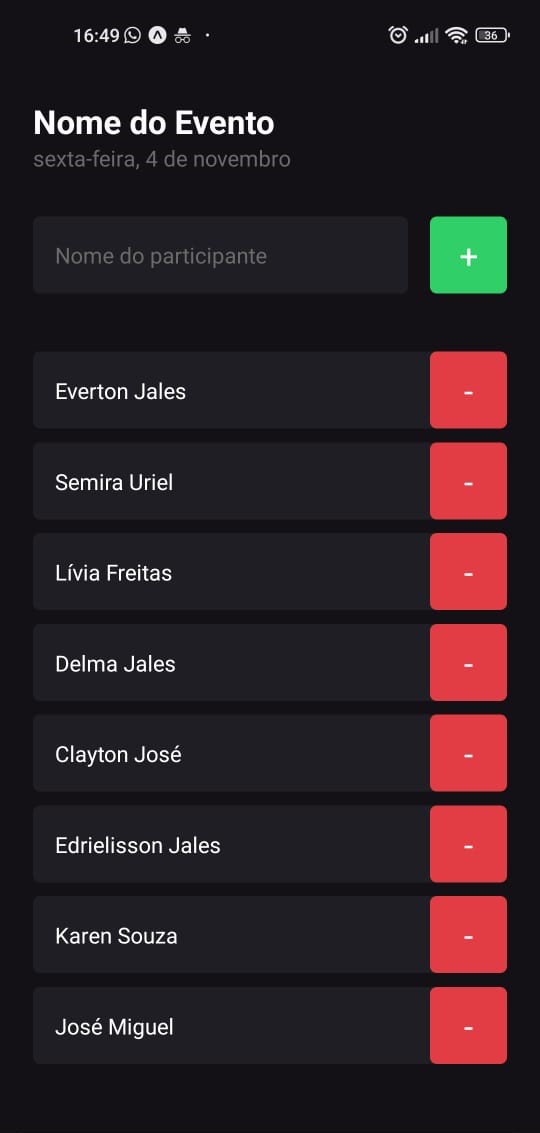 16:49
36
Nome do Evento
sexta-feira, 4 de novembro
Nome do participante
+
Everton Jales
-
Semira Uriel
-
Lívia Freitas
-
Delma Jales
-
Clayton José
-
Edrielisson Jales
-
Karen Souza
-
José Miguel
-